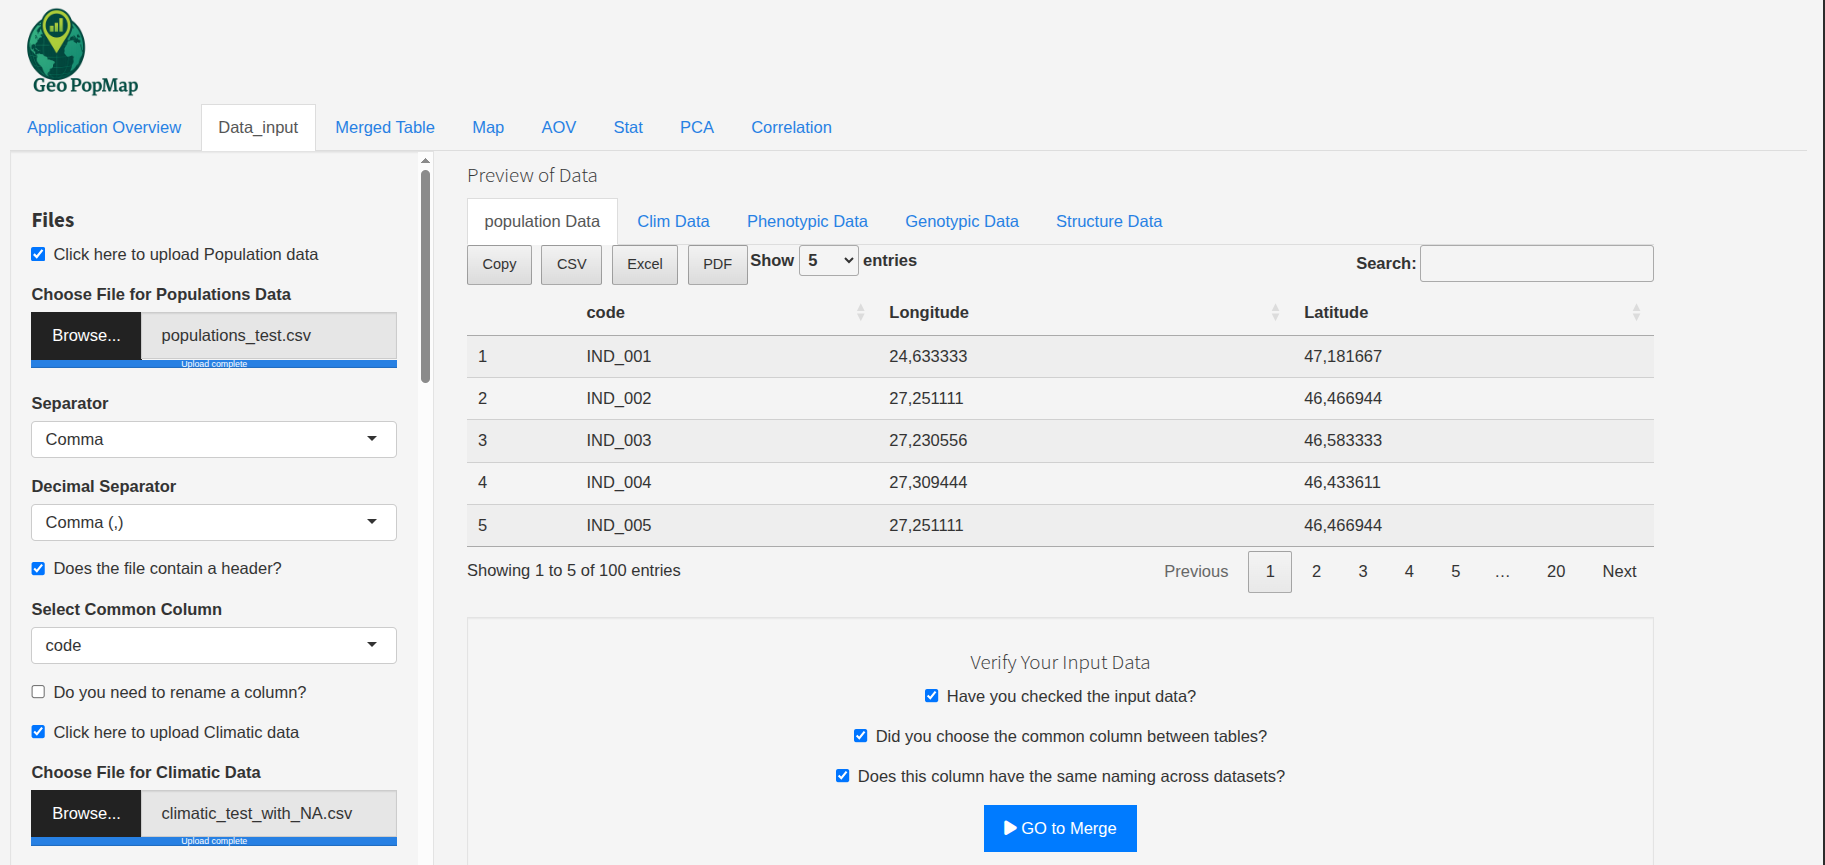 Geo PopMap
Application Overview Data_input Merged Table Map AOV Stat PCA Correlation
Files
Click here to upload Population data
Choose File for Populations Data
Browse... populations_test.csv
Upload complete
Separator
Comma
Decimal Separator
Comma (,)
Does the file contain a header?
Select Common Column
code
Do you need to rename a column?
Click here to upload Climatic data
Choose File for Climatic Data
Browse... climatic_test_with_NA.csv
Upload complete
Preview of Data
population Data Clim Data Phenotypic Data Genotypic Data Structure Data
Copy CSV Excel PDF Show 5 entries Search:
code Longitude Latitude
1 IND_001 24,633333 47,181667
2 IND_002 27,251111 46,466944
3 IND_003 27,230556 46,583333
4 IND_004 27,309444 46,433611
5 IND_005 27,251111 46,466944
Showing 1 to 5 of 100 entries Previous 1 2 3 4 5 … 20 Next
Verify Your Input Data
Have you checked the input data?
Did you choose the common column between tables?
Does this column have the same naming across datasets?
GO to Merge